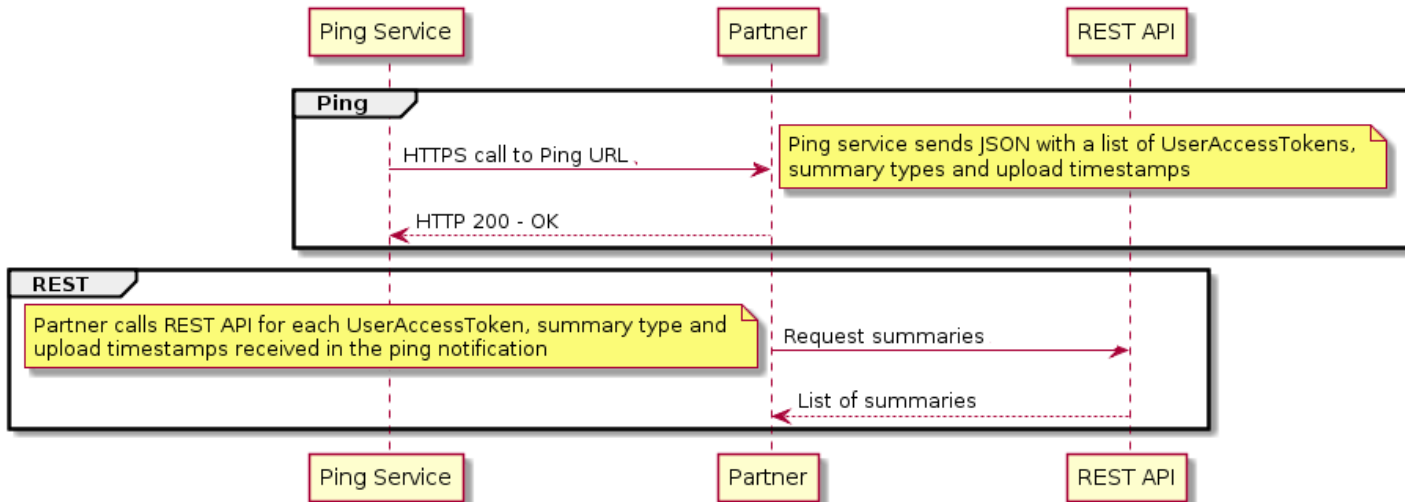 Ping Service
Partner
REST API
Ping
Ping service sends JSON with a list of UserAccessTokens,
summary types and upload timestamps
HTTPS call to Ping URL
HTTP 200 - OK
REST
Partner calls REST API for each UserAccessToken, summary type and
upload timestamps received in the ping notification
Request summaries
List of summaries
Ping Service
Partner
REST API